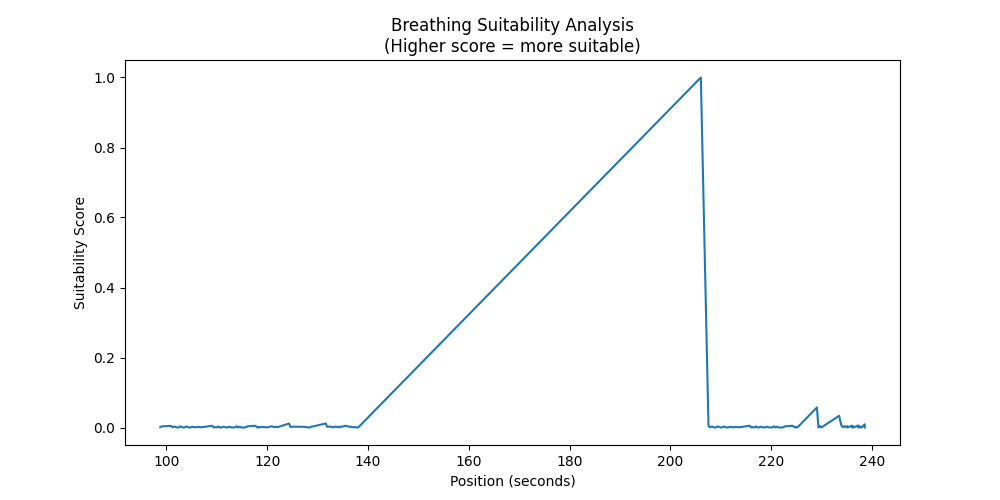 Breathing Suitability Analysis
(Higher score = more suitable)
Suitability Score
1.0
0.8
0.6
0.4
0.2
0.0
100 120 140 160 180 200 220 240
Position (seconds)